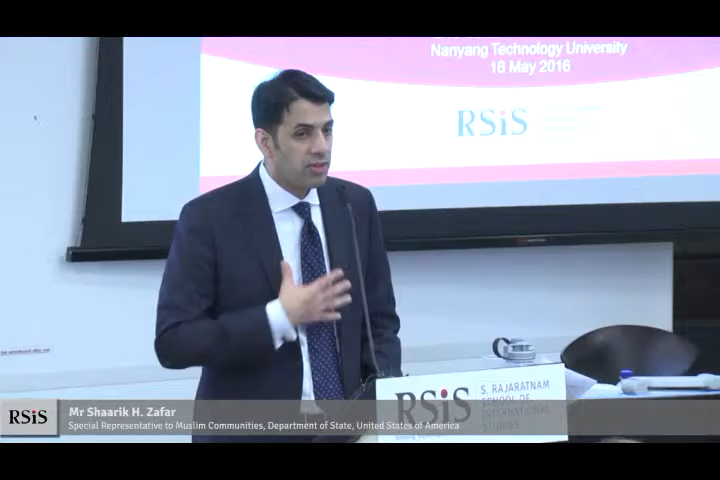 Nanyang Technology University
16 May 2016
RSiS
RSiS
S. RAJARATNAM
SCHOOL OF
INTERNATIONAL
STUDIES
RSiS
Mr Shaarik H. Zafar
Special Representative to Muslim Communities, Department of State, United States of America